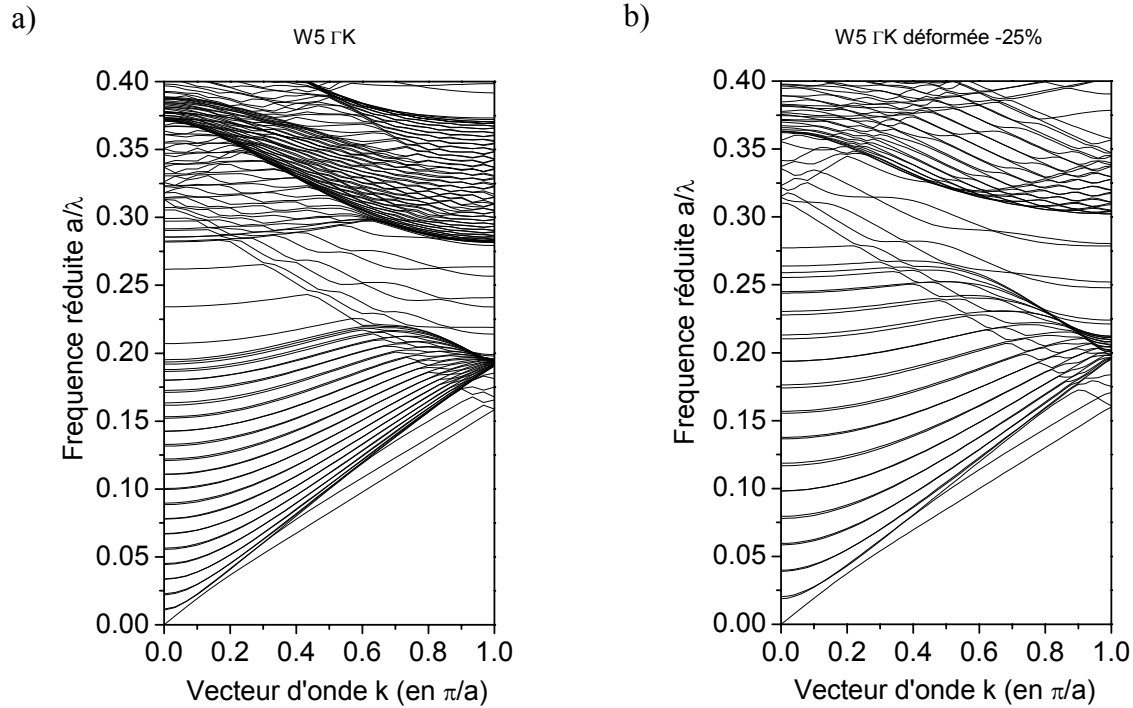 a)
W5 ΓK
0.40
0.35
0.30
0.25
0.20
0.15
0.10
0.05
0.00
Frequence réduite a/λ
0.0 0.2 0.4 0.6 0.8 1.0
Vecteur d'onde k (en π/a)
b)
W5 ΓK déformée -25%
0.40
0.35
0.30
0.25
0.20
0.15
0.10
0.05
0.00
Frequence réduite a/λ
0.0 0.2 0.4 0.6 0.8 1.0
Vecteur d'onde k (en π/a)